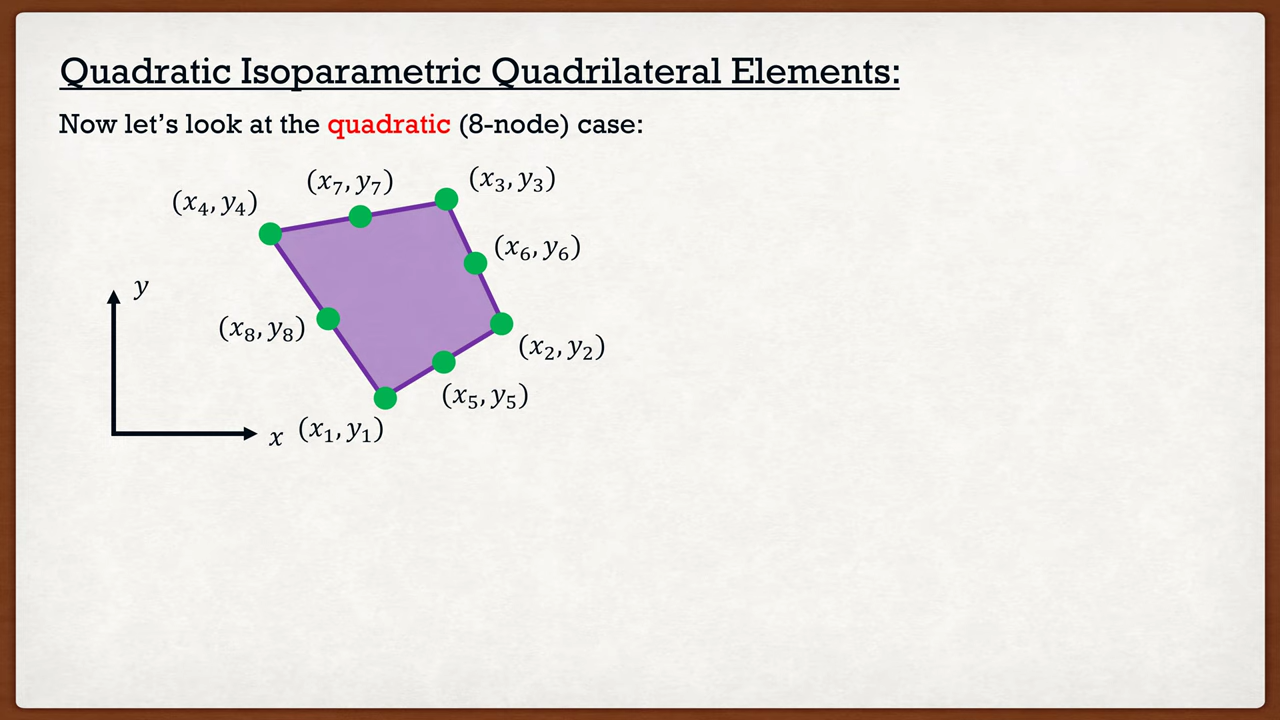 Quadratic Isoparametric Quadrilateral Elements:
Now let's look at the quadratic (8-node) case:
(x₇, y₇)
(x₃, y₃)
(x₄, y₄)
(x₆, y₆)
y
(x₈, y₈)
(x₂, y₂)
(x₅, y₅)
x
(x₁, y₁)